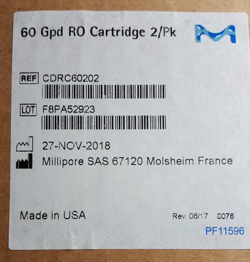 60 Gpd RO Cartridge 2/Pk
REF CDRC60202
LOT F8PA52923
27-NOV-2018
Millipore SAS 67120 Molsheim France
Made in USA
Rev. 06/17 0076
PF11596